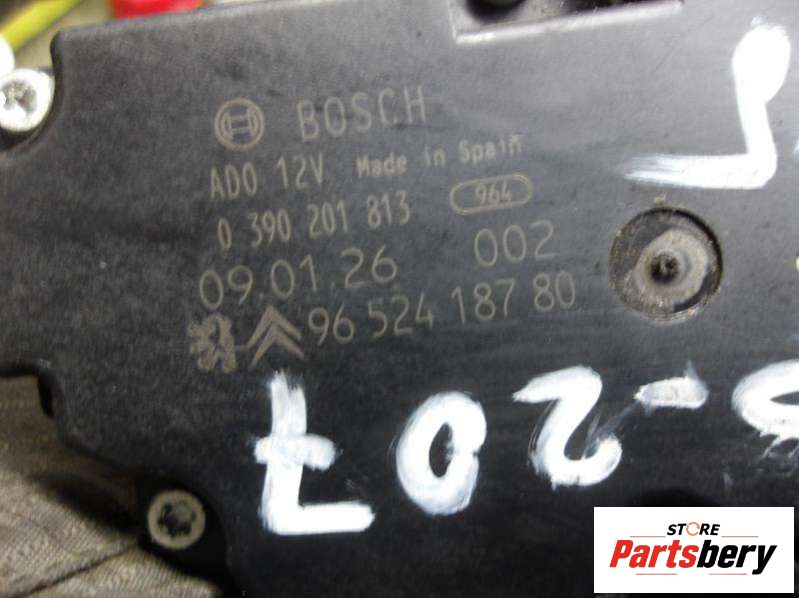 BOSCH
AD0 12V Made in Spain
0 390 201 813 964
09.01.26 002
96 524 187 80
-207
STORE
Partsbery